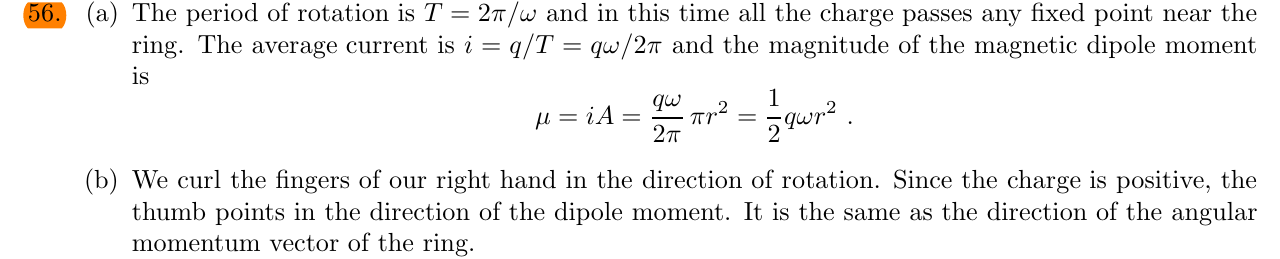 56. (a) The period of rotation is T = 2π/ω and in this time all the charge passes any fixed point near the
ring. The average current is i = q/T = qω/2π and the magnitude of the magnetic dipole moment
is
μ = iA = qω/2π πr² = 1/2 qωr² .
(b) We curl the fingers of our right hand in the direction of rotation. Since the charge is positive, the
thumb points in the direction of the dipole moment. It is the same as the direction of the angular
momentum vector of the ring.